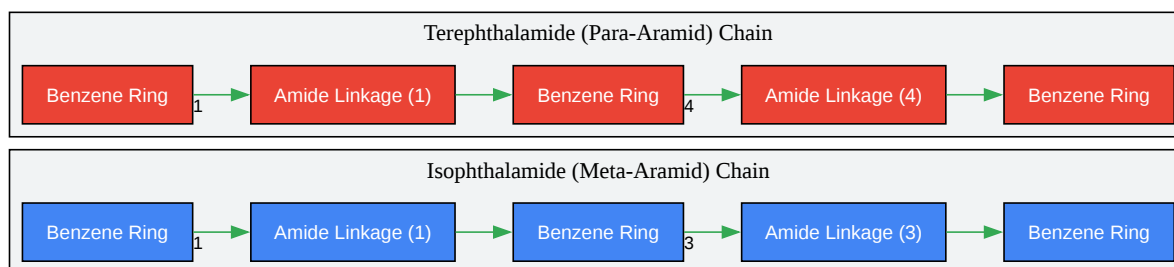 Terephthalamide (Para-Aramid) Chain
Benzene Ring 1 Amide Linkage (1) Benzene Ring 4 Amide Linkage (4) Benzene Ring
Isophthalamide (Meta-Aramid) Chain
Benzene Ring 1 Amide Linkage (1) Benzene Ring 3 Amide Linkage (3) Benzene Ring